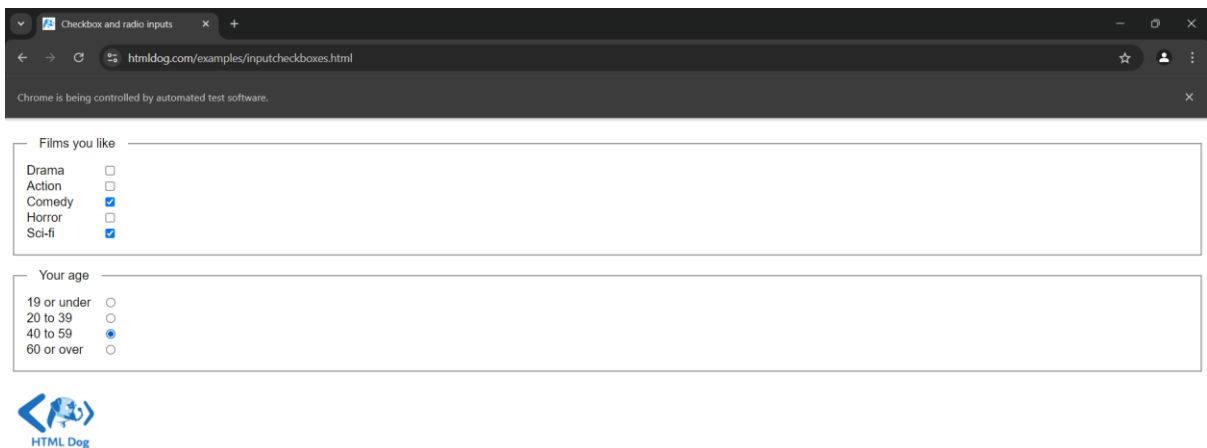 Checkbox and radio inputs
htmldog.com/examples/inputcheckboxes.html
Chrome is being controlled by automated test software.
Films you like
Drama
Action
Comedy
Horror
Sci-fi
Your age
19 or under
20 to 39
40 to 59
60 or over
HTML Dog